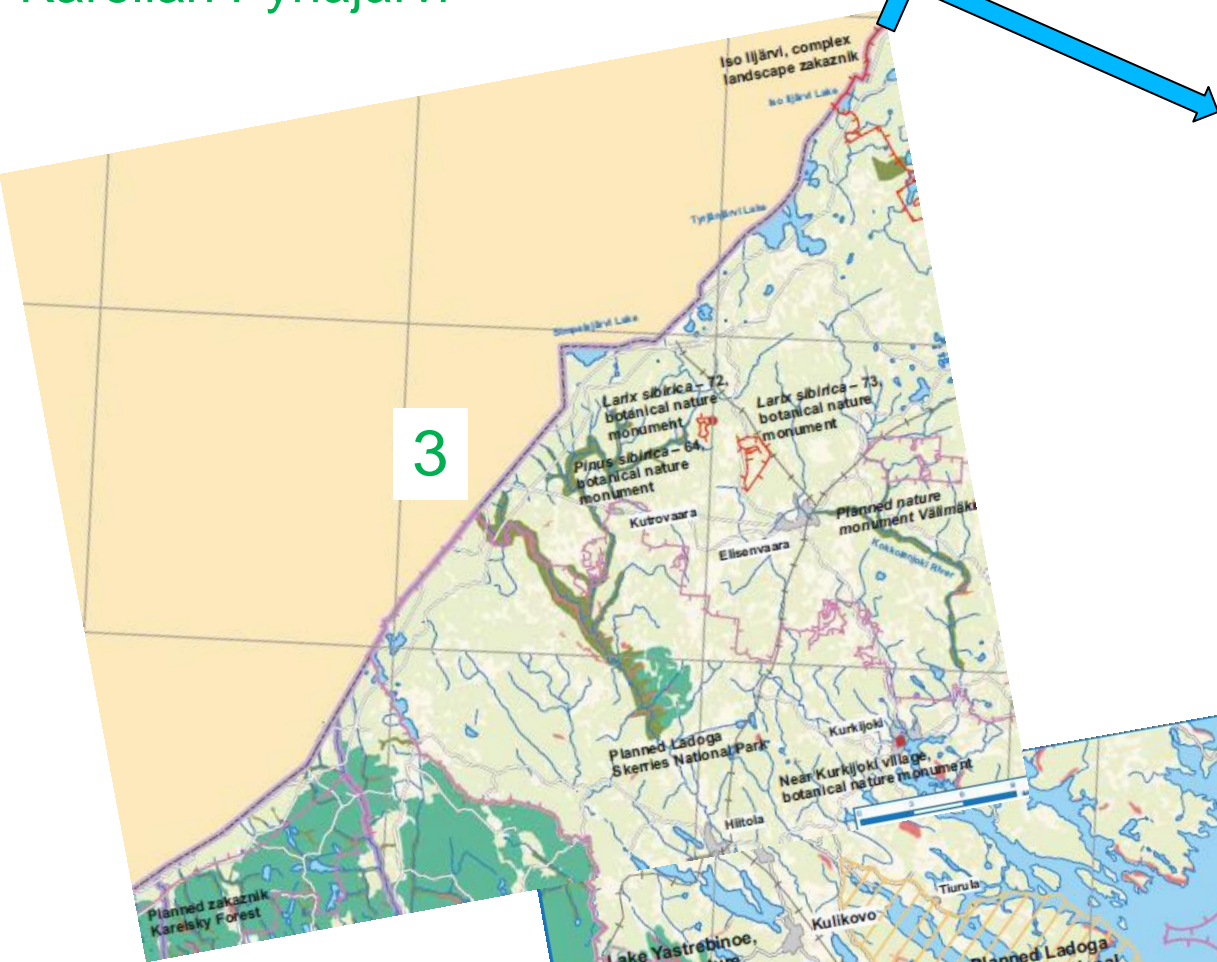 Karelian Pyhäjärvi
Iso Iijärvi, complex
landscape zakaznik
Iso Iijärvi Lake
Tyrjänjärvi Lake
Simpelejärvi Lake
Larix sibirica – 72,
botanical nature
monument
Larix sibirica – 73,
botanical nature
monument
3
Pinus sibirica – 64,
botanical nature
monument
Kutrovaara
Planned nature
monument Välimäki
Elisenvaara
Kokkolanjoki River
Planned Ladoga
Skerries National Park
Kurkijoki
Near Kurkijoki village,
botanical nature monument
Hiitola
Tiurula
Planned zakaznik
Karelsky Forest
Kulikovo
Lake Yastrebinoe,
Planned Ladoga